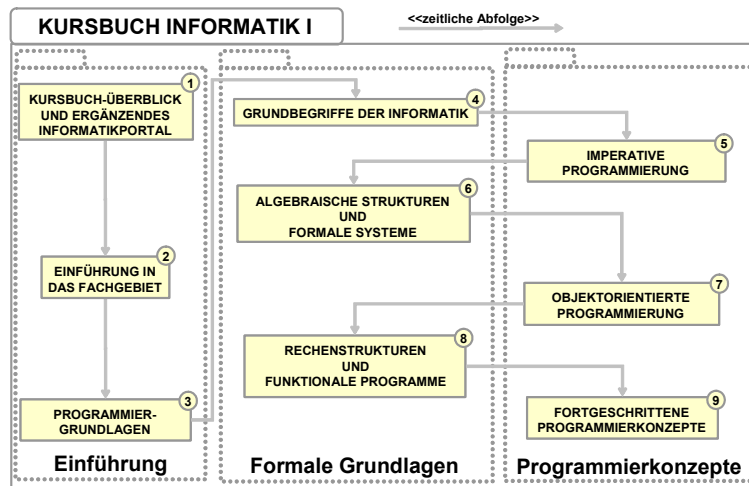 KURSBUCH INFORMATIK I
<<zeitliche Abfolge>>
1
KURSBUCH-ÜBERBLICK
UND ERGÄNZENDES
INFORMATIKPORTAL
2
EINFÜHRUNG IN
DAS FACHGEBIET
3
PROGRAMMIER-
GRUNDLAGEN
Einführung
4
GRUNDBEGRIFFE DER INFORMATIK
6
ALGEBRAISCHE STRUKTUREN
UND
FORMALE SYSTEME
8
RECHENSTRUKTUREN
UND
FUNKTIONALE PROGRAMME
Formale Grundlagen
5
IMPERATIVE
PROGRAMMIERUNG
7
OBJEKTORIENTIERTE
PROGRAMMIERUNG
9
FORTGESCHRITTENE
PROGRAMMIERKONZEPTE
Programmierkonzepte